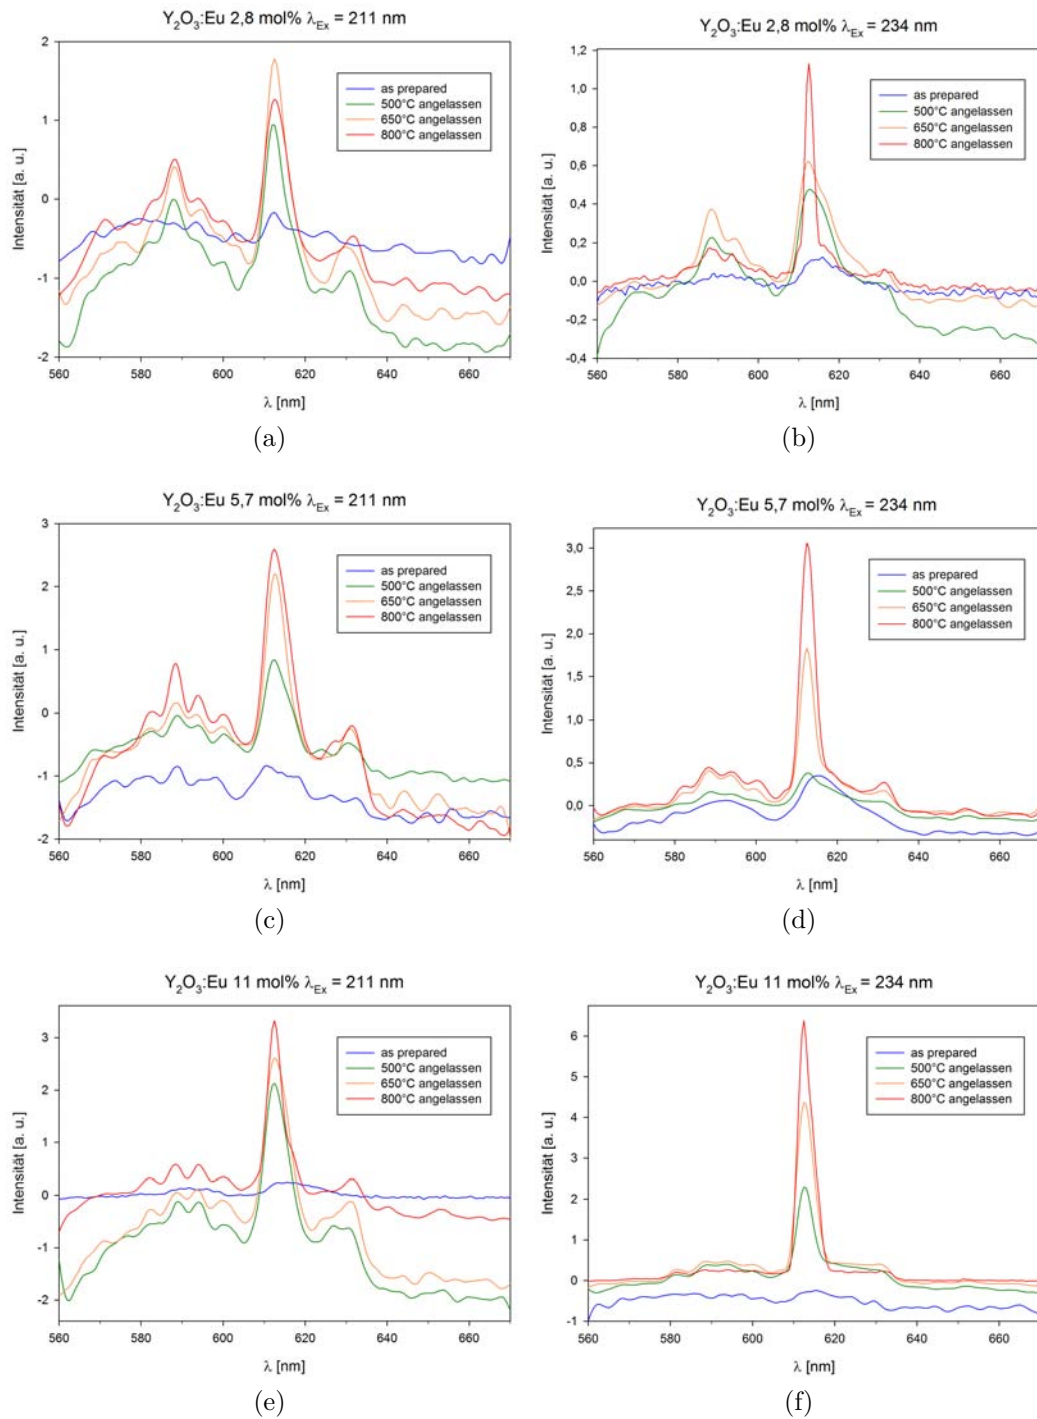 Y₂O₃:Eu 2,8 mol% λ_Ex = 211 nm
Intensität [a. u.]
2
1
0
-1
-2
as prepared
500°C angelassen
650°C angelassen
800°C angelassen
560 580 600 620 640 660
λ [nm]
(a)
Y₂O₃:Eu 2,8 mol% λ_Ex = 234 nm
Intensität [a. u.]
1,2
1,0
0,8
0,6
0,4
0,2
0,0
-0,2
-0,4
as prepared
500°C angelassen
650°C angelassen
800°C angelassen
560 580 600 620 640 660
λ [nm]
(b)
Y₂O₃:Eu 5,7 mol% λ_Ex = 211 nm
Intensität [a. u.]
3
2
1
0
-1
-2
as prepared
500°C angelassen
650°C angelassen
800°C angelassen
560 580 600 620 640 660
λ [nm]
(c)
Y₂O₃:Eu 5,7 mol% λ_Ex = 234 nm
Intensität [a. u.]
3,0
2,5
2,0
1,5
1,0
0,5
0,0
as prepared
500°C angelassen
650°C angelassen
800°C angelassen
560 580 600 620 640 660
λ [nm]
(d)
Y₂O₃:Eu 11 mol% λ_Ex = 211 nm
Intensität [a. u.]
3
2
1
0
-1
-2
as prepared
500°C angelassen
650°C angelassen
800°C angelassen
560 580 600 620 640 660
λ [nm]
(e)
Y₂O₃:Eu 11 mol% λ_Ex = 234 nm
Intensität [a. u.]
6
5
4
3
2
1
0
-1
as prepared
500°C angelassen
650°C angelassen
800°C angelassen
560 580 600 620 640 660
λ [nm]
(f)